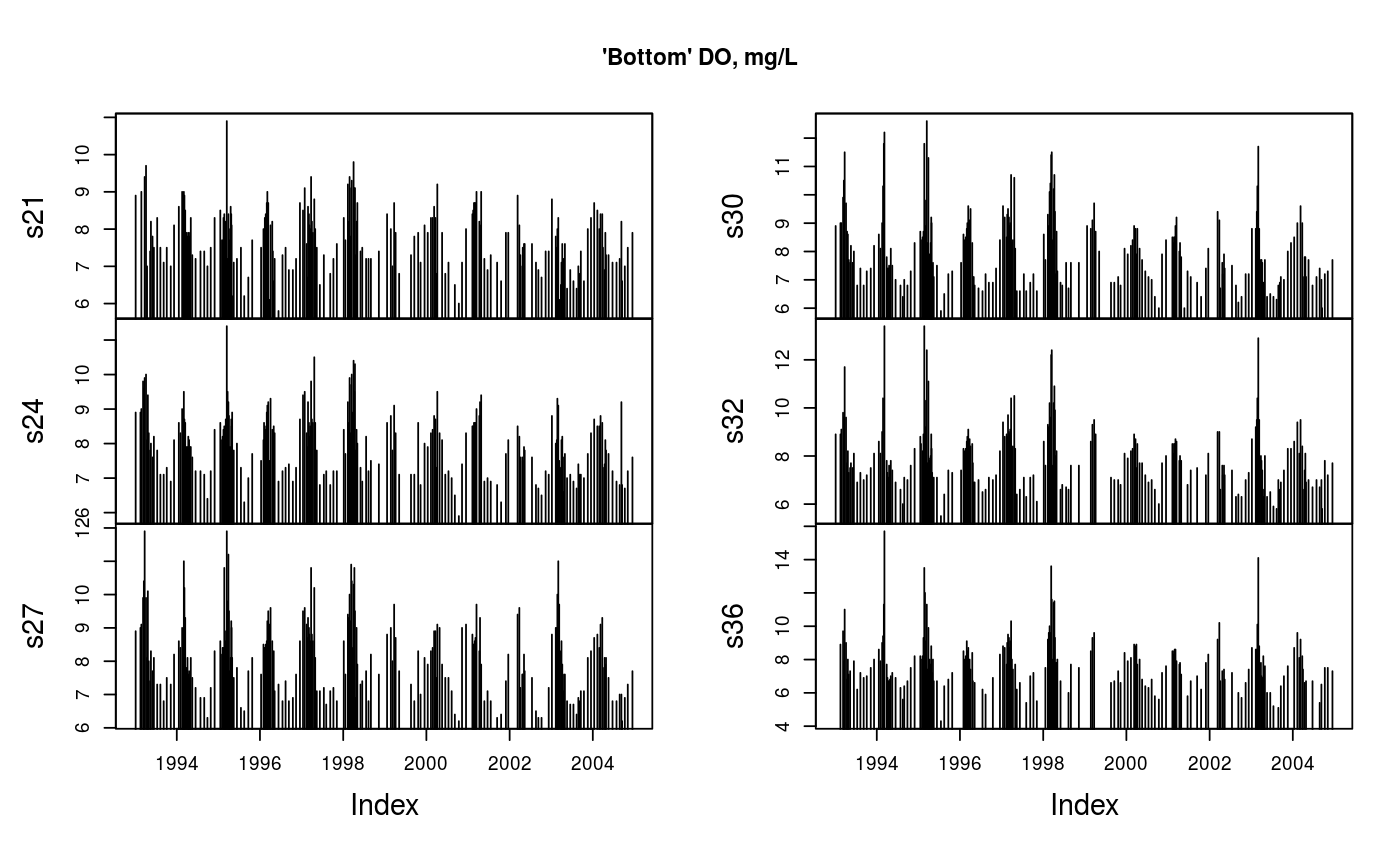 'Bottom' DO, mg/L
s21
6 7 8 9 10
s24
6 7 8 9 10
s27
6 7 8 9 10 12
1994 1996 1998 2000 2002 2004
Index
s30
6 7 8 9 11
s32
6 8 10 12
s36
4 6 8 10 14
1994 1996 1998 2000 2002 2004
Index